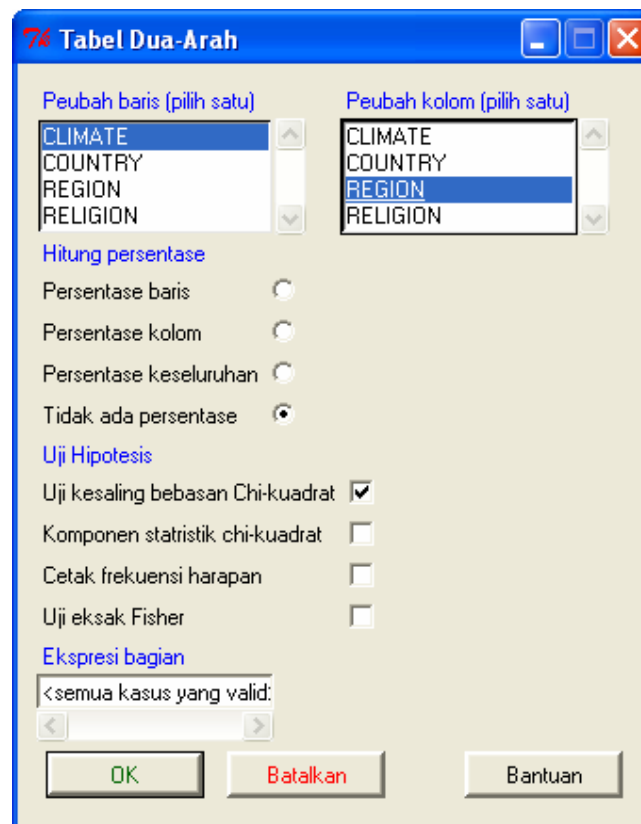 Tabel Dua-Arah
Peubah baris (pilih satu)
Peubah kolom (pilih satu)
CLIMATE
COUNTRY
REGION
RELIGION
CLIMATE
COUNTRY
REGION
RELIGION
Hitung persentase
Persentase baris
Persentase kolom
Persentase keseluruhan
Tidak ada persentase
Uji Hipotesis
Uji kesaling bebasan Chi-kuadrat
Komponen statristik chi-kuadrat
Cetak frekuensi harapan
Uji eksak Fisher
Ekspresi bagian
<semua kasus yang valid:
OK
Batalkan
Bantuan